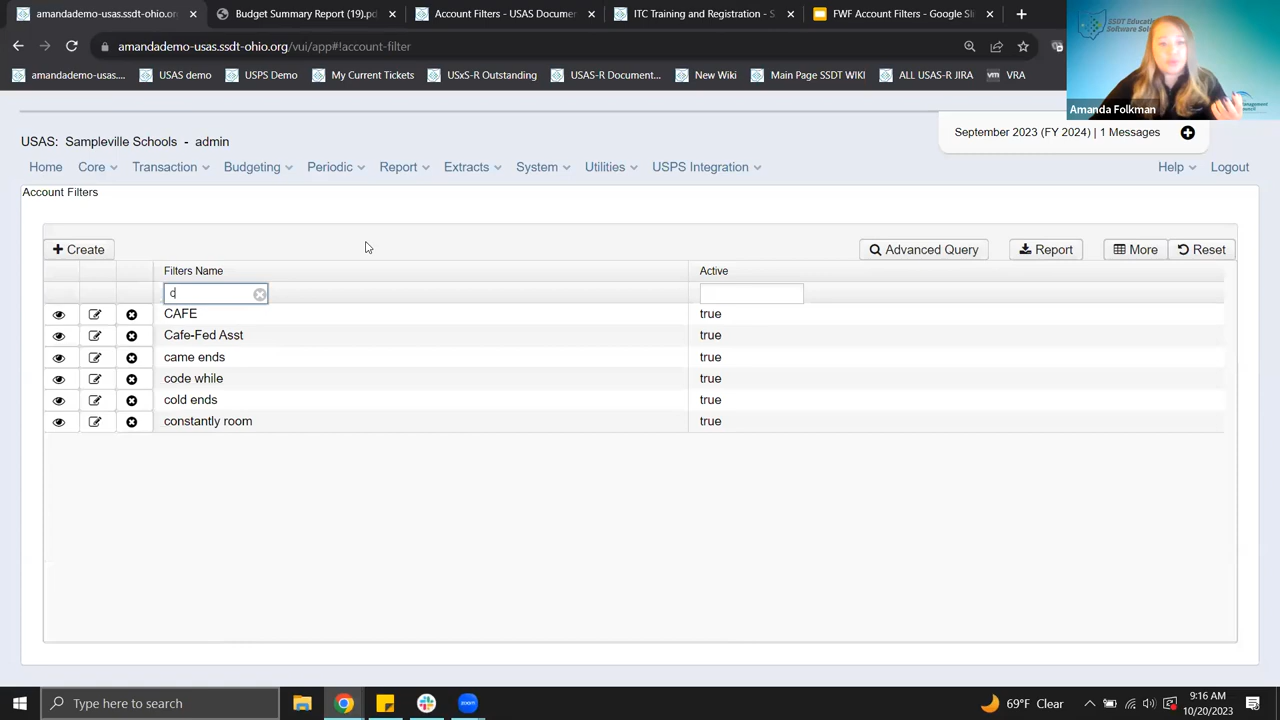 amandademo-usas.ssdt-ohio.or
Budget Summary Report (19).pd
Account Filters - USAS Documen
ITC Training and Registration - S
FWF Account Filters - Google Sl
amandademo-usas.ssdt-ohio.org/vui/app#!account-filter
amandademo-usas....
USAS demo
USPS Demo
My Current Tickets
USxS-R Outstanding
USAS-R Document...
New Wiki
Main Page SSDT WIKI
ALL USAS-R JIRA
vm VRA
Amanda Folkman
USAS: Sampleville Schools - admin
September 2023 (FY 2024) | 1 Messages
Home Core Transaction Budgeting Periodic Report Extracts System Utilities USPS Integration Help Logout
Account Filters
Create Advanced Query Report More Reset
Filters Name Active
c
CAFE true
Cafe-Fed Asst true
came ends true
code while true
cold ends true
constantly room true
Type here to search
zoom
69°F Clear
9:16 AM
10/20/2023